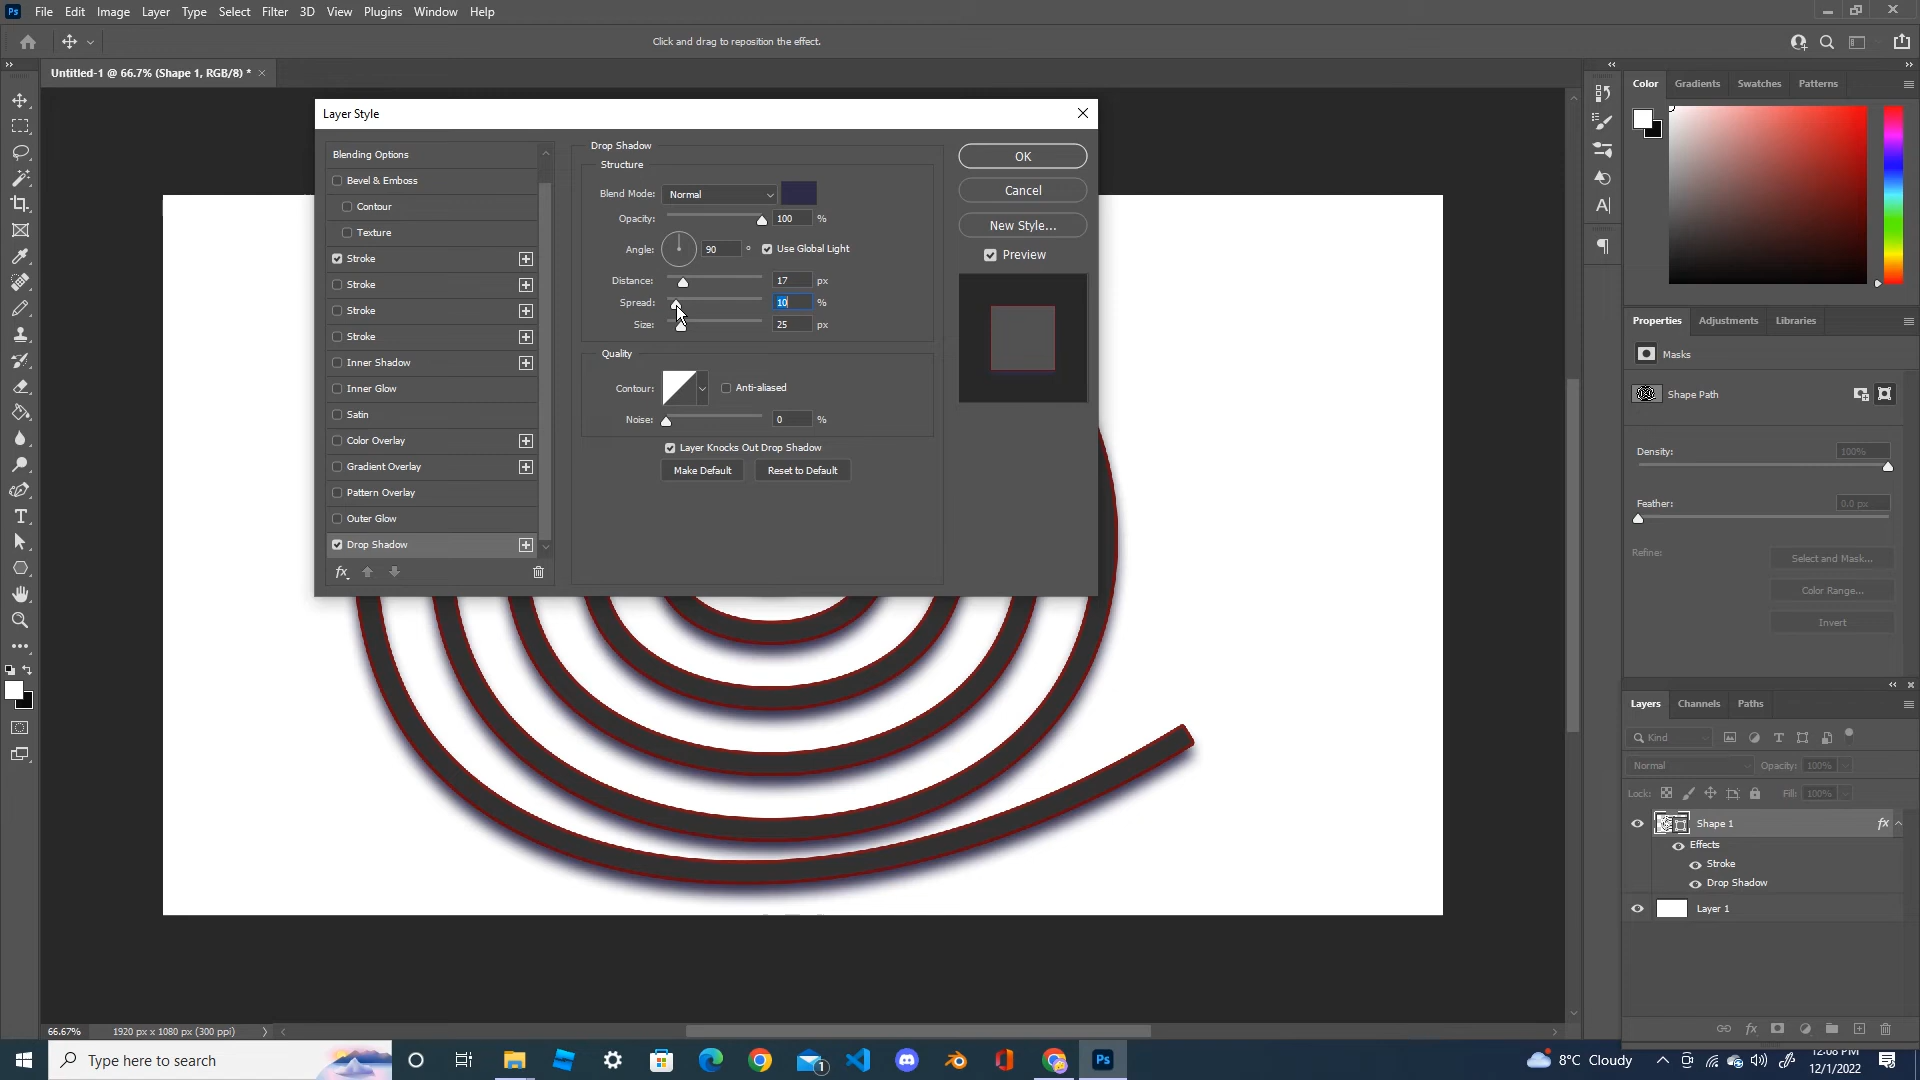 Ps File Edit Image Layer Type Select Filter 3D View Plugins Window Help
Click and drag to reposition the effect.
Untitled-1 @ 66.7% (Shape 1, RGB/8) *
Layer Style
Blending Options
Bevel & Emboss
Contour
Texture
Stroke
Stroke
Stroke
Stroke
Inner Shadow
Inner Glow
Satin
Color Overlay
Gradient Overlay
Pattern Overlay
Outer Glow
Drop Shadow
fx
Drop Shadow
Structure
Blend Mode: Normal
Opacity: 100 %
Angle: 90 ° Use Global Light
Distance: 17 px
Spread: 10 %
Size: 25 px
Quality
Contour: Anti-aliased
Noise: 0 %
Layer Knocks Out Drop Shadow
Make Default Reset to Default
OK
Cancel
New Style...
Preview
Color Gradients Swatches Patterns
Properties Adjustments Libraries
Masks
Shape Path
Density: 100%
Feather: 0.0 px
Refine: Select and Mask...
Color Range...
Invert
Layers Channels Paths
Kind
Normal Opacity: 100%
Lock: Fill: 100%
Shape 1 fx
Effects
Stroke
Drop Shadow
Layer 1
fx
66.67% 1920 px x 1080 px (300 ppi)
Type here to search
1
Ps
8°C Cloudy
12:08 PM
12/1/2022